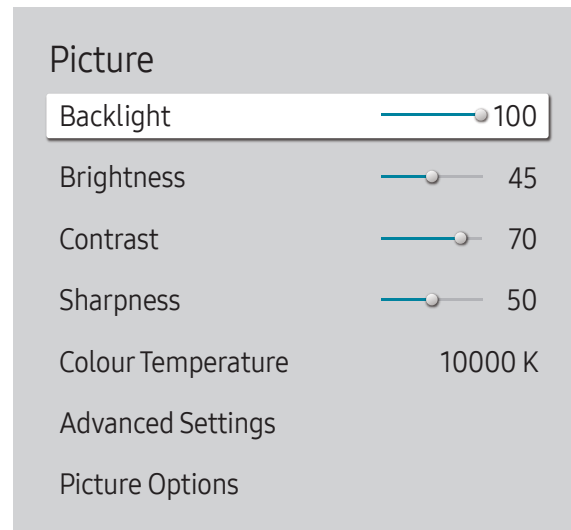 Picture
Backlight 100
Brightness 45
Contrast 70
Sharpness 50
Colour Temperature 10000 K
Advanced Settings
Picture Options